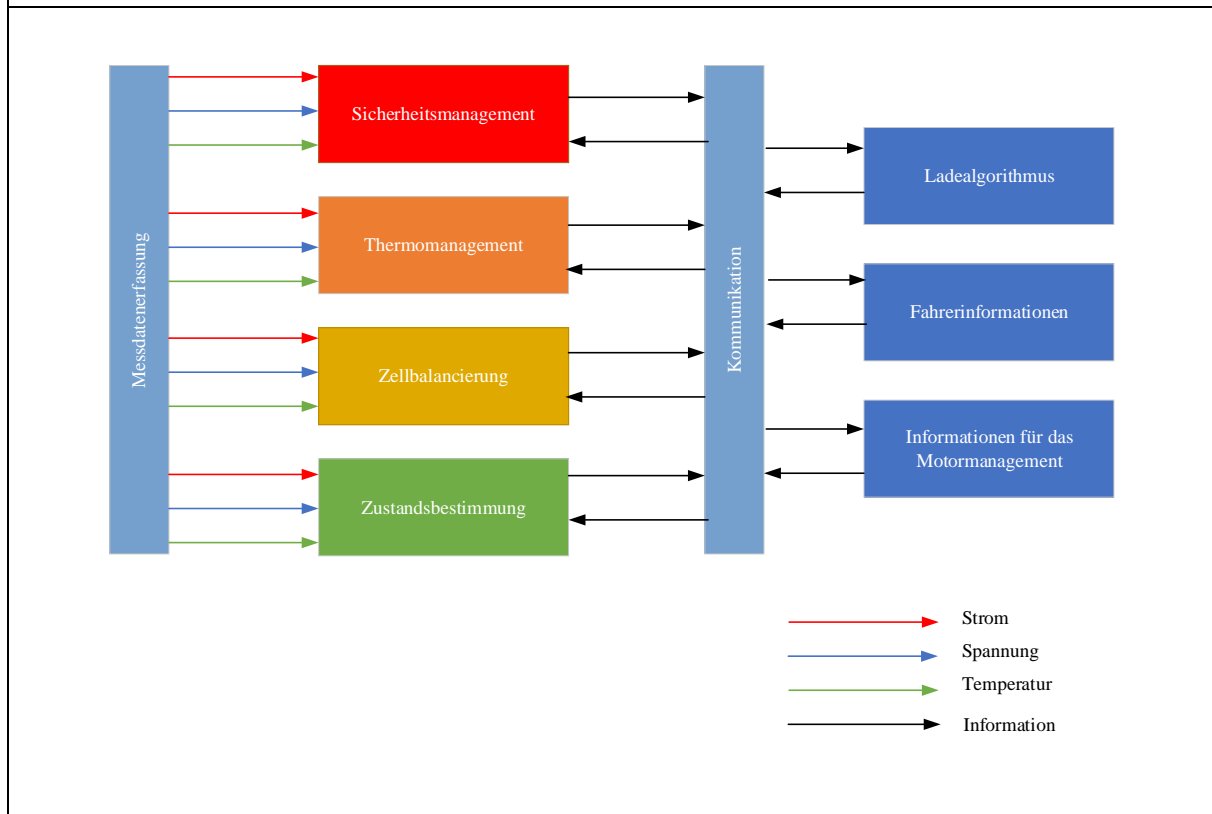 Messdatenerfassung
Sicherheitsmanagement
Thermomanagement
Zellbalancierung
Zustandsbestimmung
Kommunikation
Ladealgorithmus
Fahrerinformationen
Informationen für das
Motormanagement
Strom
Spannung
Temperatur
Information